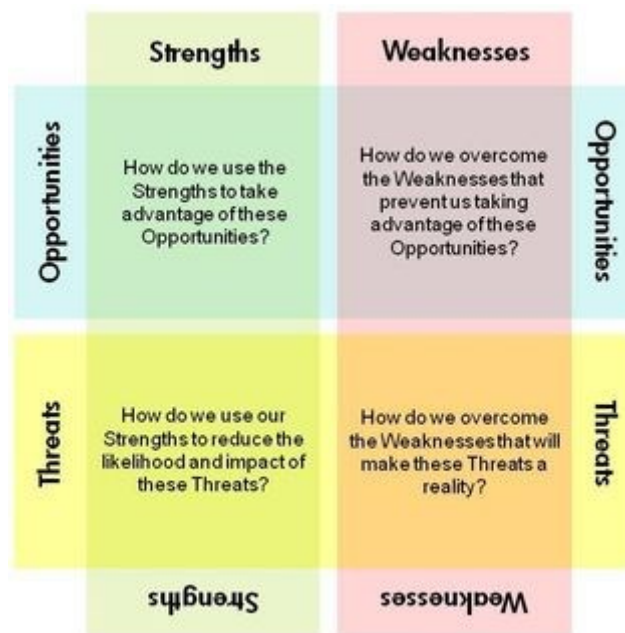 Strengths
Weaknesses
Opportunities
How do we use the
Strengths to take
advantage of these
Opportunities?
How do we overcome
the Weaknesses that
prevent us taking
advantage of these
Opportunities?
Opportunities
Threats
How do we use our
Strengths to reduce the
likelihood and impact of
these Threats?
How do we overcome
the Weaknesses that will
make these Threats a
reality?
Threats
Strengths
Weaknesses